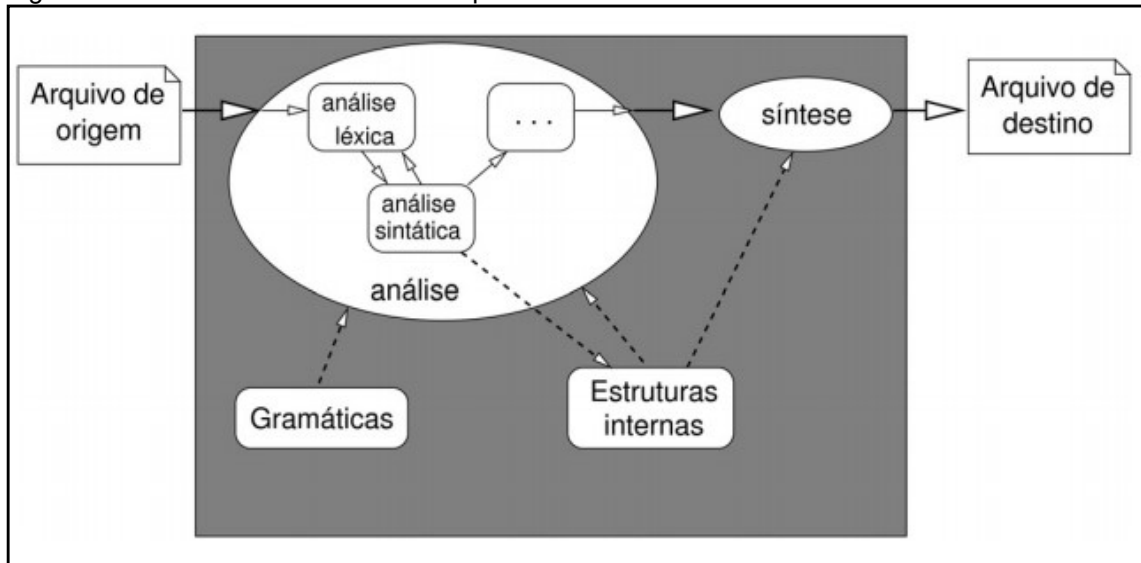 Arquivo de
origem
análise
léxica
. . .
análise
sintática
análise
síntese
Arquivo de
destino
Gramáticas
Estruturas
internas